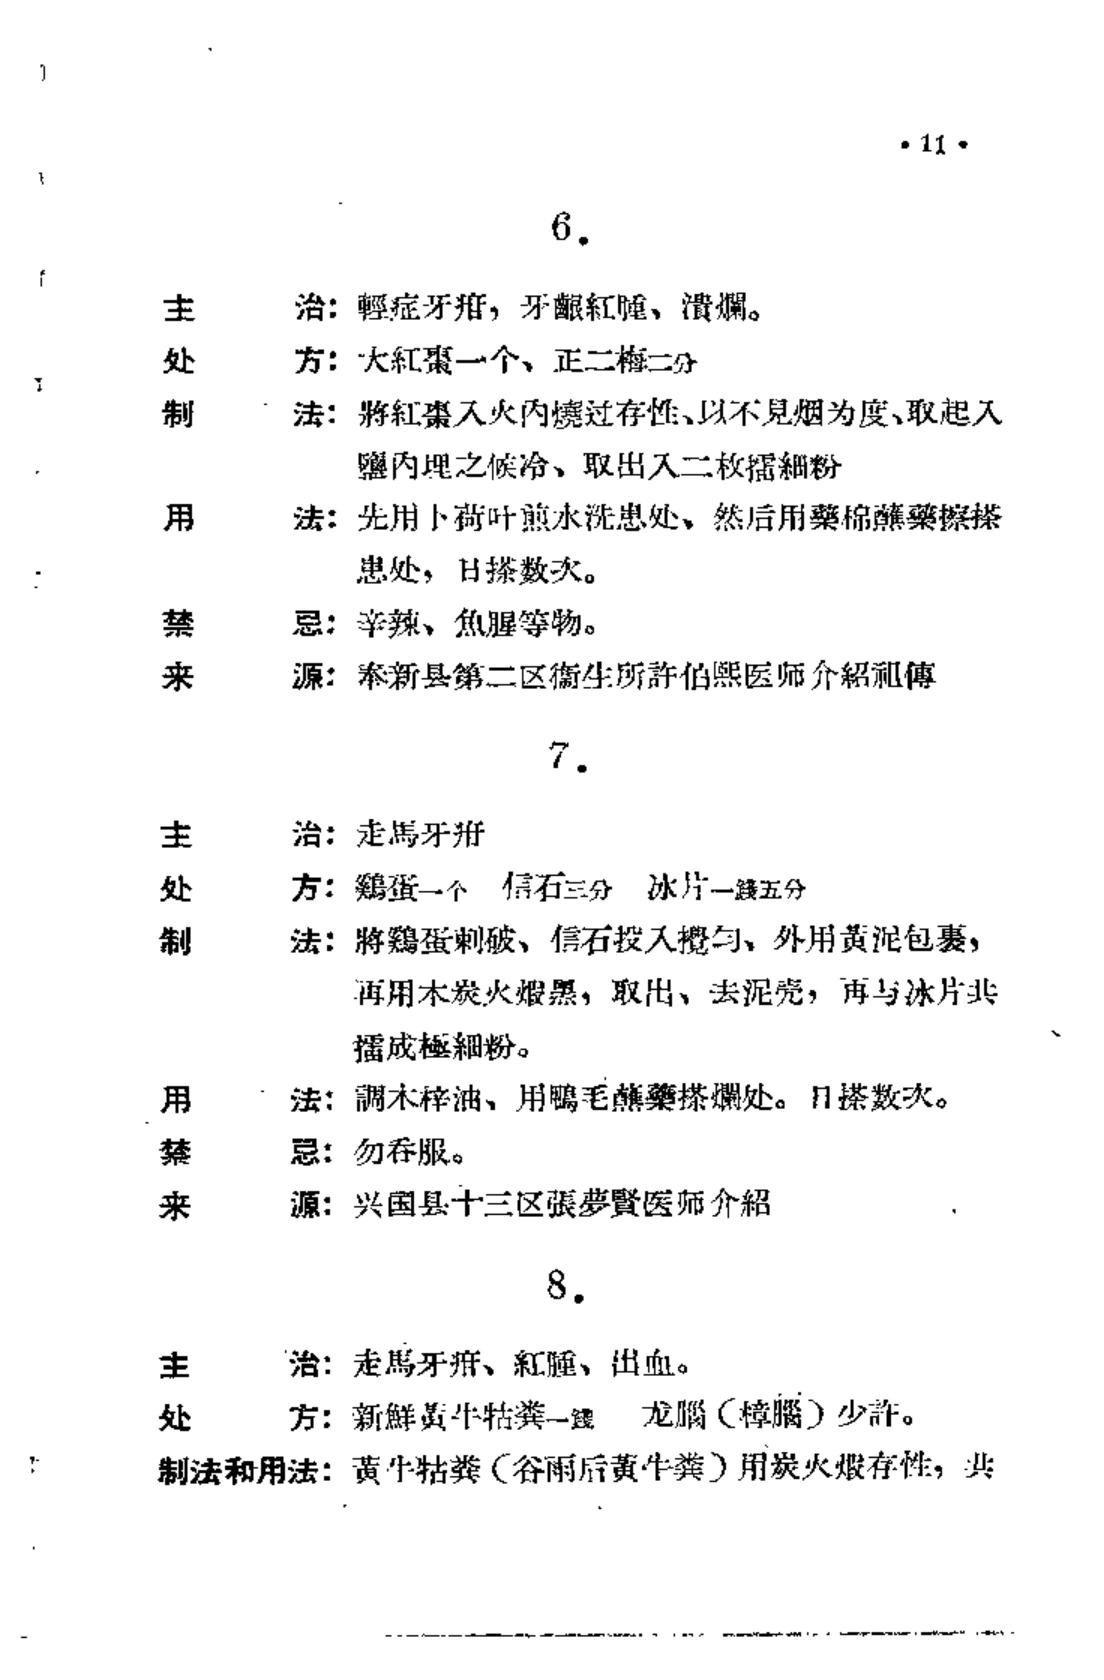 • 11 •
6.
主 治: 輕症牙疳，牙齦紅腫、潰爛。
处 方: 大紅棗一个、正二梅二分
制 法: 將紅棗入火內燒过存性、以不見烟为度、取起入
鹽內埋之候冷、取出入二枚擂細粉
用 法: 先用卜荷叶煎水洗患处、然后用藥棉蘸藥擦搽
患处，日搽数次。
禁 忌: 辛辣、魚腥等物。
来 源: 奉新县第二区衞生所許伯熙医师介紹祖傳
7.
主 治: 走馬牙疳
处 方: 鷄蛋一个 信石三分 冰片一錢五分
制 法: 將鷄蛋刺破、信石投入攪勻、外用黃泥包裹，
再用木炭火煅黑，取出、去泥壳，再与冰片共
擂成極細粉。
用 法: 調木梓油、用鴨毛蘸藥搽爛处。日搽数次。
禁 忌: 勿吞服。
来 源: 兴国县十三区張夢賢医师介紹
8.
主 治: 走馬牙疳、紅腫、出血。
处 方: 新鮮黃牛牯粪一錢 龙腦（樟腦）少許。
制法和用法: 黃牛牯粪（谷雨后黃牛粪）用炭火煅存性，共